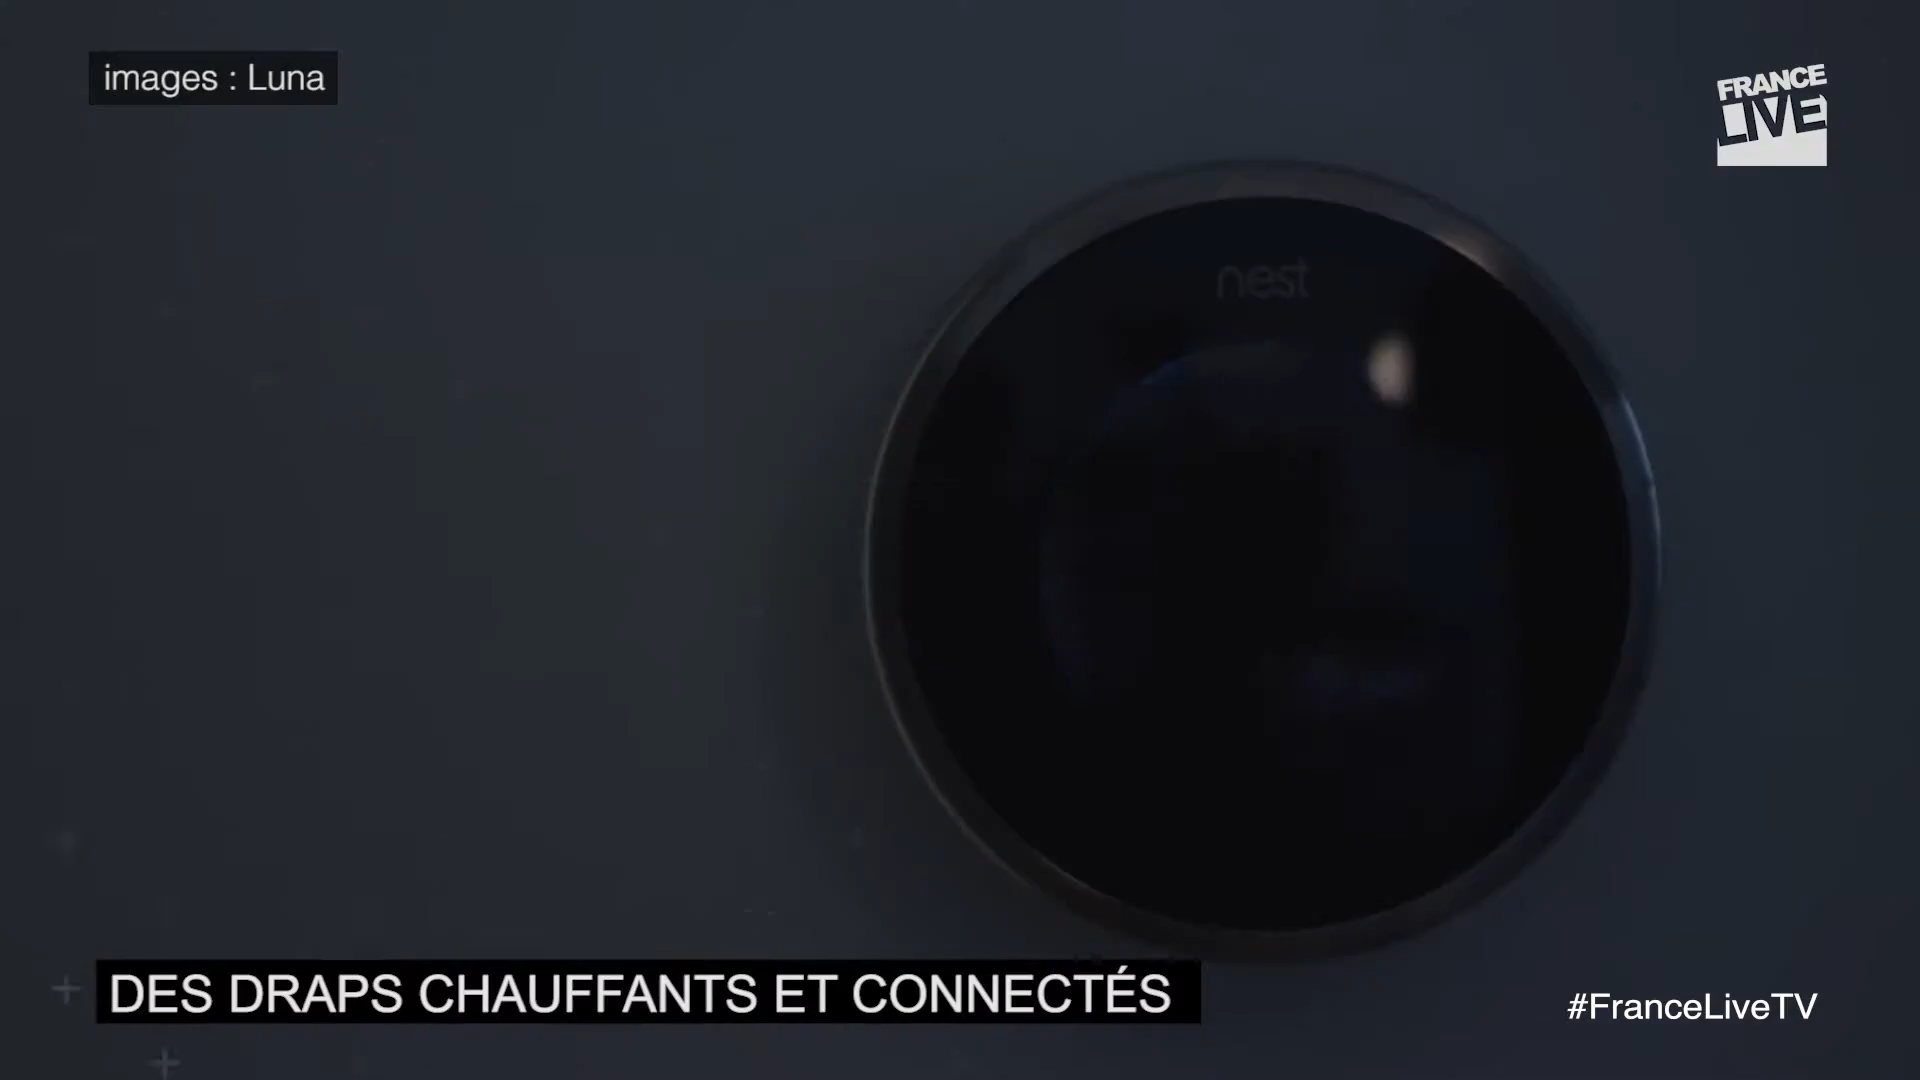 images : Luna
FRANCE
LIVE
nest
DES DRAPS CHAUFFANTS ET CONNECTÉS
#FranceLiveTV